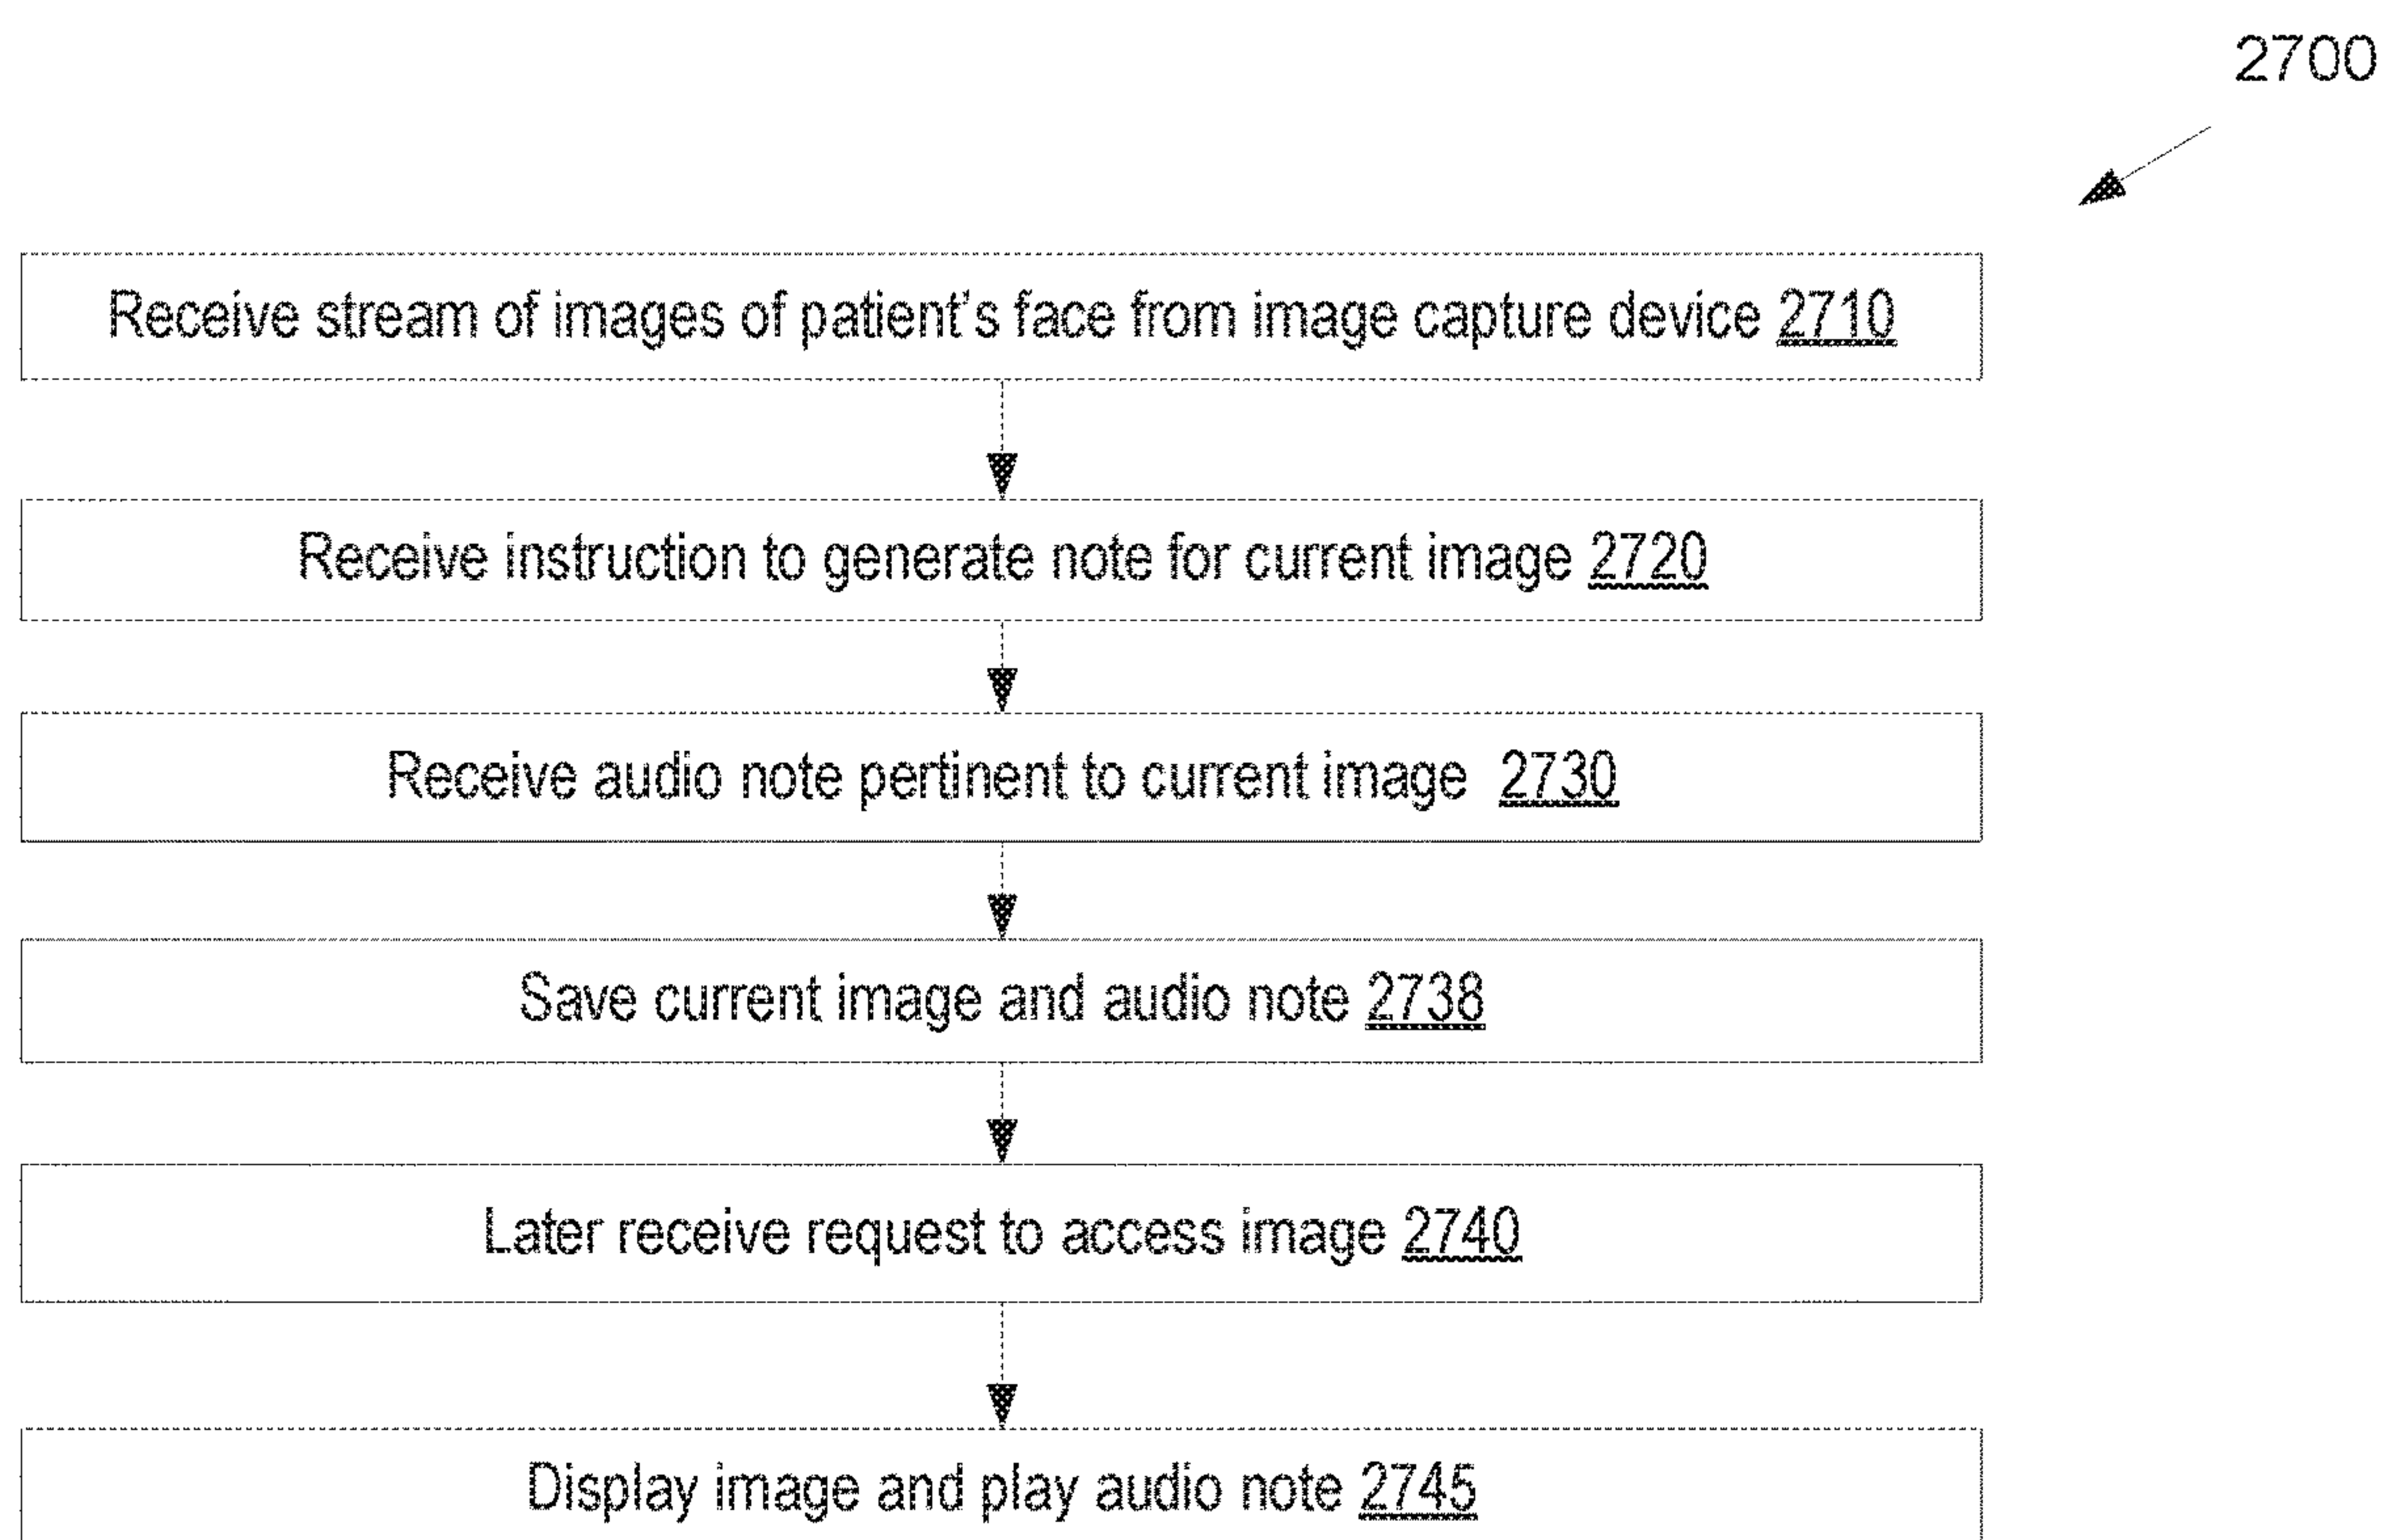 2700
Receive stream of images of patient's face from image capture device 2710
Receive instruction to generate note for current image 2720
Receive audio note pertinent to current image 2730
Save current image and audio note 2738
Later receive request to access image 2740
Display image and play audio note 2745